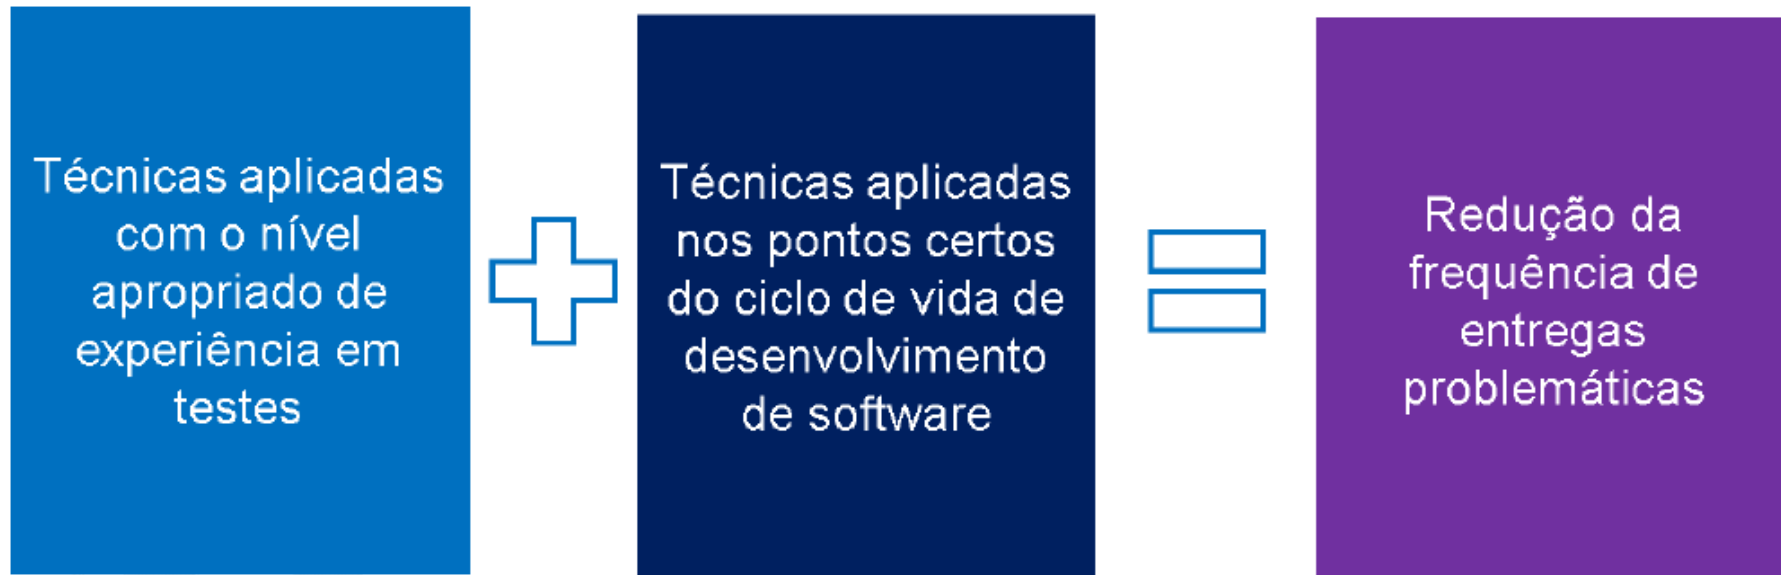 Técnicas aplicadas
com o nível
apropriado de
experiência em
testes
Técnicas aplicadas
nos pontos certos
do ciclo de vida de
desenvolvimento
de software
Redução da
frequência de
entregas
problemáticas